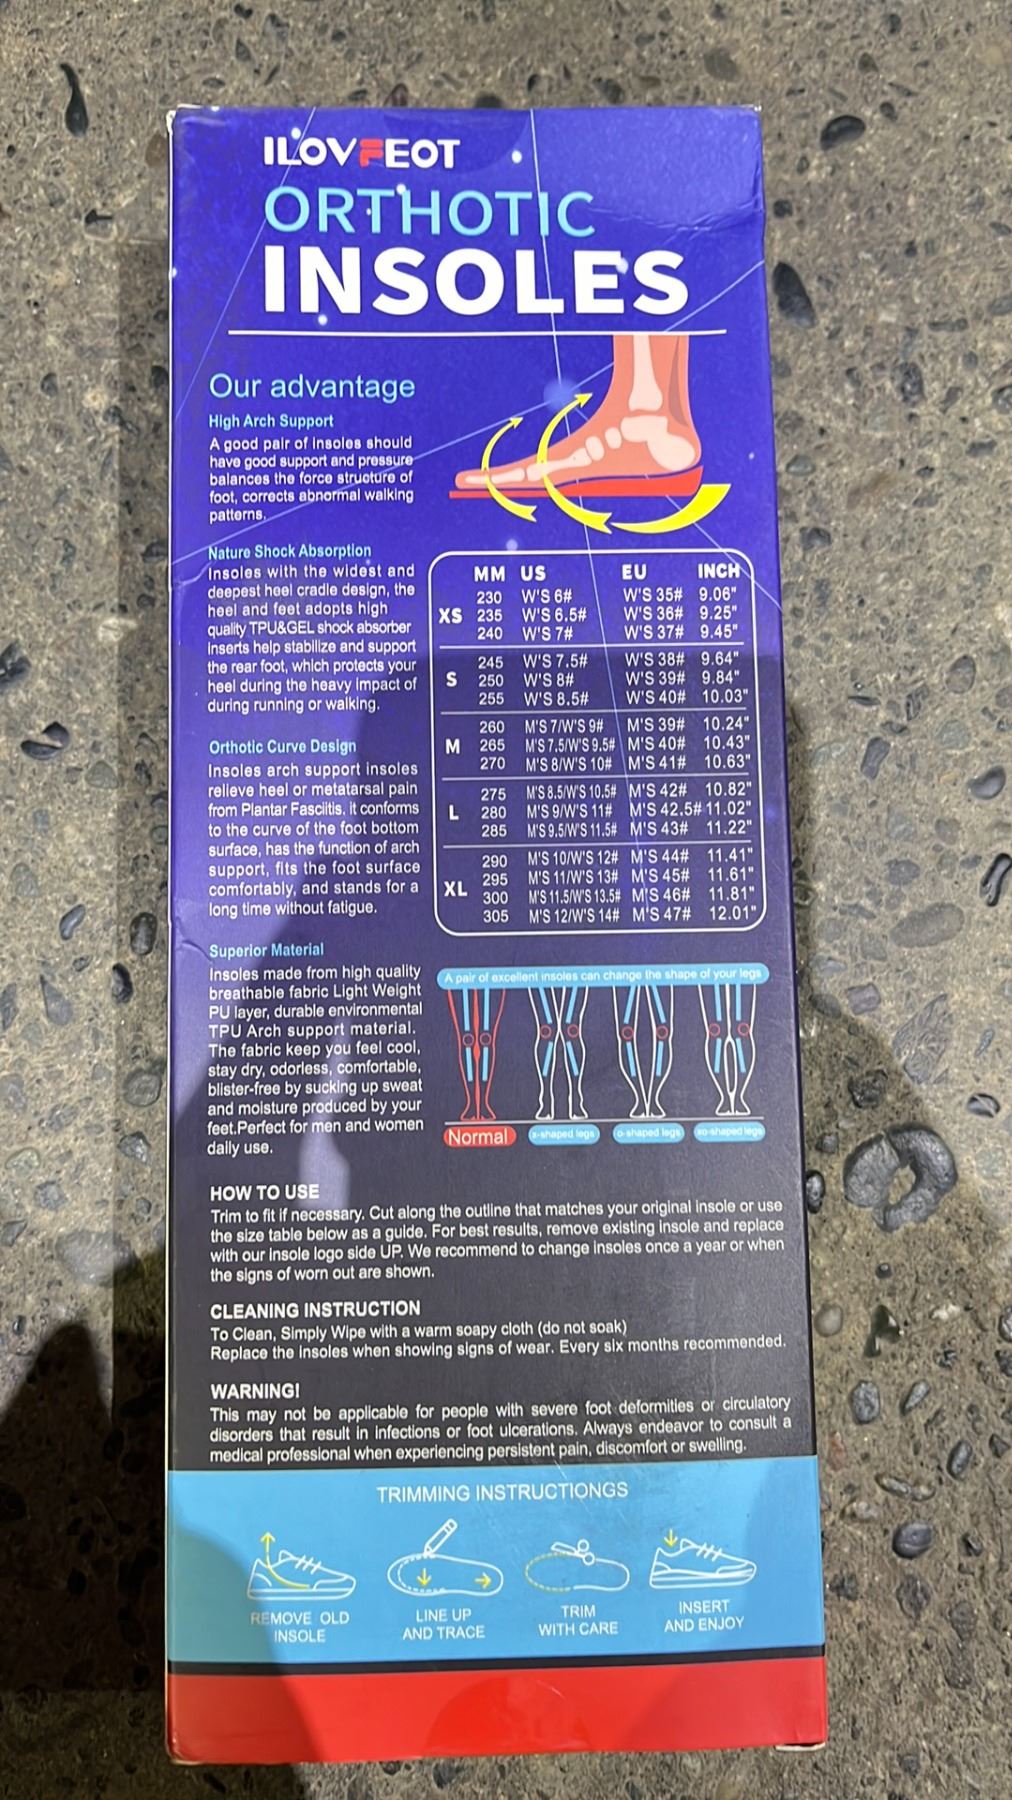 ILOVFEOT
ORTHOTIC
INSOLES
Our advantage
High Arch Support
A good pair of insoles should
have good support and pressure
balances the force structure of
foot, corrects abnormal walking
patterns.
Nature Shock Absorption
Insoles with the widest and
deepest heel cradle design, the
heel and feet adopts high
quality TPU&GEL shock absorber
inserts help stabilize and support
the rear foot, which protects your
heel during the heavy impact of
during running or walking.
Orthotic Curve Design
Insoles arch support insoles
relieve heel or metatarsal pain
from Plantar Fasciitis. it conforms
to the curve of the foot bottom
surface, has the function of arch
support, fits the foot surface
comfortably, and stands for a
long time without fatigue.
Superior Material
Insoles made from high quality
breathable fabric Light Weight
PU layer, durable environmental
TPU Arch support material.
The fabric keep you feel cool,
stay dry, odorless, comfortable,
blister-free by sucking up sweat
and moisture produced by your
feet.Perfect for men and women
daily use.
MM US EU INCH
230 W'S 6# W'S 35# 9.06"
XS 235 W'S 6.5# W'S 36# 9.25"
240 W'S 7# W'S 37# 9.45"
245 W'S 7.5# W'S 38# 9.64"
S 250 W'S 8# W'S 39# 9.84"
255 W'S 8.5# W'S 40# 10.03"
260 M'S 7/W'S 9# M'S 39# 10.24"
M 265 M'S 7.5/W'S 9.5# M'S 40# 10.43"
270 M'S 8/W'S 10# M'S 41# 10.63"
275 M'S 8.5/W'S 10.5# M'S 42# 10.82"
L 280 M'S 9/W'S 11# M'S 42.5# 11.02"
285 M'S 9.5/W'S 11.5# M'S 43# 11.22"
290 M'S 10/W'S 12# M'S 44# 11.41"
XL 295 M'S 11/W'S 13# M'S 45# 11.61"
300 M'S 11.5/W'S 13.5# M'S 46# 11.81"
305 M'S 12/W'S 14# M'S 47# 12.01"
A pair of excellent insoles can change the shape of your legs
Normal x-shaped legs o-shaped legs xo-shaped legs
HOW TO USE
Trim to fit if necessary. Cut along the outline that matches your original insole or use
the size table below as a guide. For best results, remove existing insole and replace
with our insole logo side UP. We recommend to change insoles once a year or when
the signs of worn out are shown.
CLEANING INSTRUCTION
To Clean, Simply Wipe with a warm soapy cloth (do not soak)
Replace the insoles when showing signs of wear. Every six months recommended.
WARNING!
This may not be applicable for people with severe foot deformities or circulatory
disorders that result in infections or foot ulcerations. Always endeavor to consult a
medical professional when experiencing persistent pain, discomfort or swelling.
TRIMMING INSTRUCTIONGS
REMOVE OLD
INSOLE
LINE UP
AND TRACE
TRIM
WITH CARE
INSERT
AND ENJOY